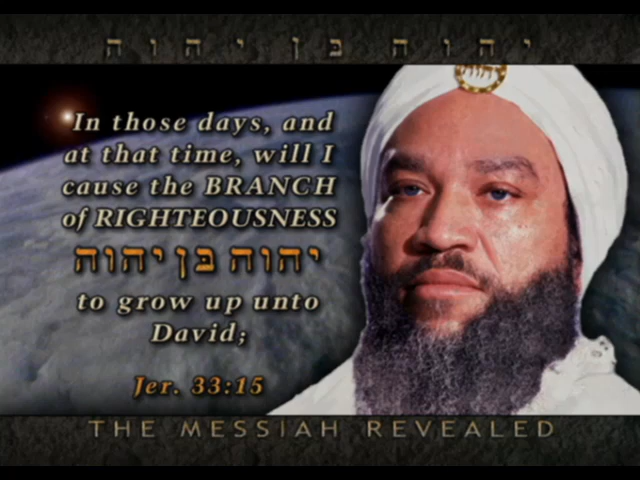 יהוה בן יהוה
In those days, and
at that time, will I
cause the BRANCH
of RIGHTEOUSNESS
יהוה בּן יהוה
to grow up unto
David;
Jer. 33:15
THE MESSIAH REVEALED